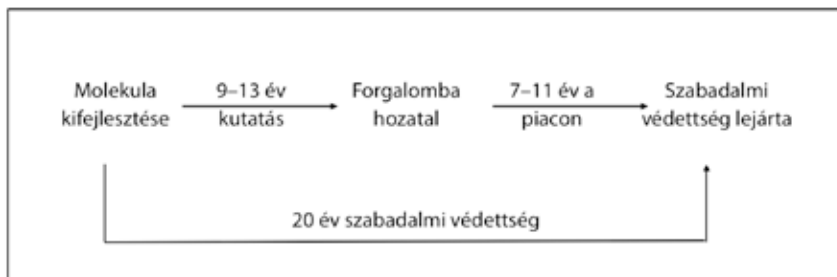 Molekula
kifejlesztése
9–13 év
kutatás
Forgalomba
hozatal
7–11 év a
piacon
Szabadalmi
védettség lejárta
20 év szabadalmi védettség